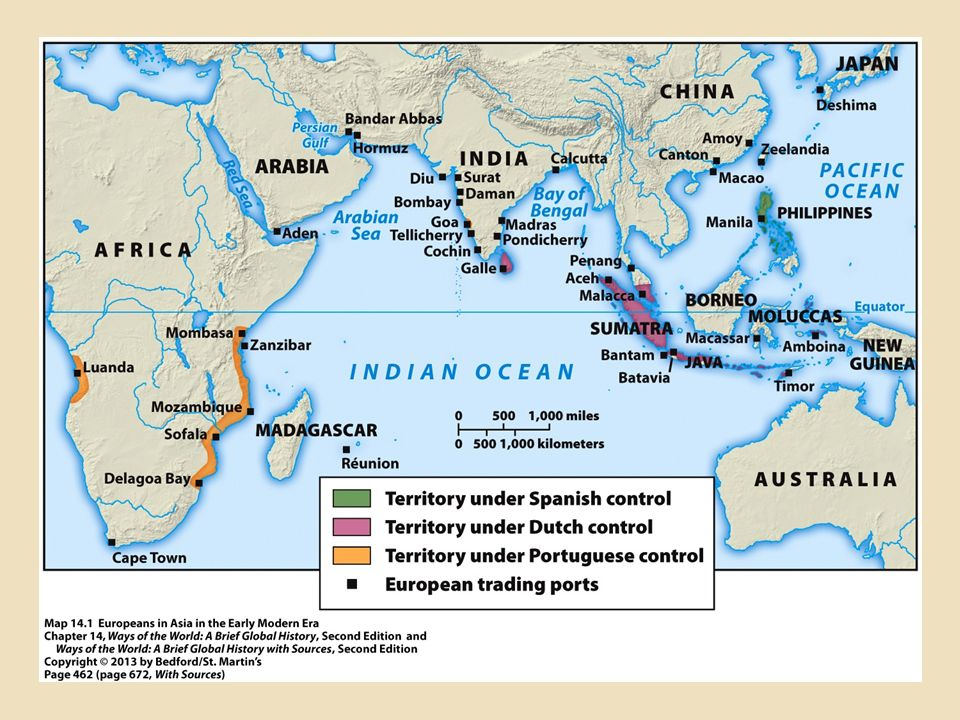 JAPAN
CHINA
Deshima
Bandar Abbas
Persian
Gulf
Hormuz
Amoy
Zeelandia
Canton
Macao
ARABIA
INDIA
Calcutta
PACIFIC
OCEAN
Red Sea
Diu
Surat
Daman
Bombay
Bay of
Bengal
Manila
PHILIPPINES
Arabian
Sea
Goa
Madras
Aden
Tellicherry
Pondicherry
AFRICA
Cochin
Galle
Penang
Aceh
Malacca
BORNEO
Equator
MOLUCCAS
SUMATRA
Mombasa
Zanzibar
Macassar
Amboina
NEW
GUINEA
Bantam
JAVA
Luanda
INDIAN OCEAN
Batavia
Timor
Mozambique
0 500 1,000 miles
0 500 1,000 kilometers
Sofala
MADAGASCAR
Réunion
Delagoa Bay
AUSTRALIA
Cape Town
Territory under Spanish control
Territory under Dutch control
Territory under Portuguese control
European trading ports
Map 14.1 Europeans in Asia in the Early Modern Era
Chapter 14, Ways of the World: A Brief Global History, Second Edition and
Ways of the World: A Brief Global History with Sources, Second Edition
Copyright © 2013 by Bedford/St. Martin's
Page 462 (page 672, With Sources)